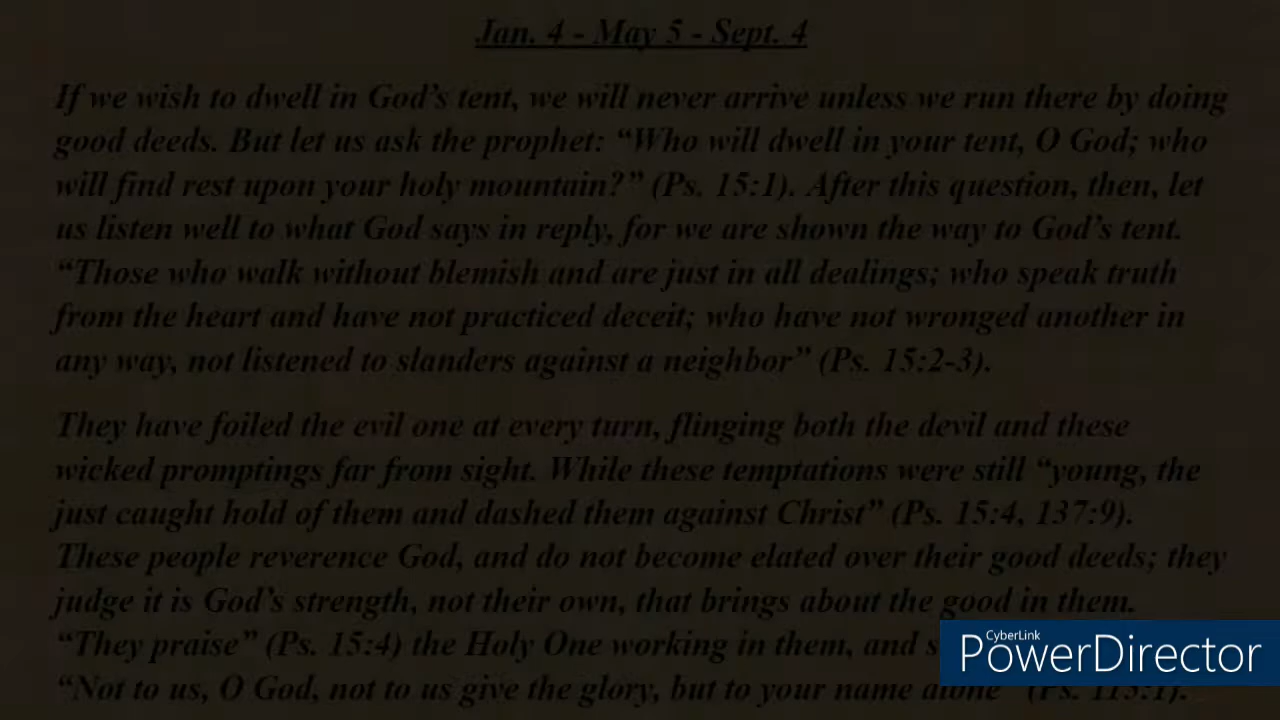 Jan. 4 - May 5 - Sept. 4
If we wish to dwell in God’s tent, we will never arrive unless we run there by doing
good deeds. But let us ask the prophet: “Who will dwell in your tent, O God; who
will find rest upon your holy mountain?” (Ps. 15:1). After this question, then, let
us listen well to what God says in reply, for we are shown the way to God’s tent.
“Those who walk without blemish and are just in all dealings; who speak truth
from the heart and have not practiced deceit; who have not wronged another in
any way, not listened to slanders against a neighbor” (Ps. 15:2-3).
They have foiled the evil one at every turn, flinging both the devil and these
wicked promptings far from sight. While these temptations were still “young, the
just caught hold of them and dashed them against Christ” (Ps. 15:4, 137:9).
These people reverence God, and do not become elated over their good deeds; they
judge it is God’s strength, not their own, that brings about the good in them.
“They praise” (Ps. 15:4) the Holy One working in them, and
“Not to us, O God, not to us give the glory, but to your name alone” (Ps. 115:1).
CyberLink
PowerDirector